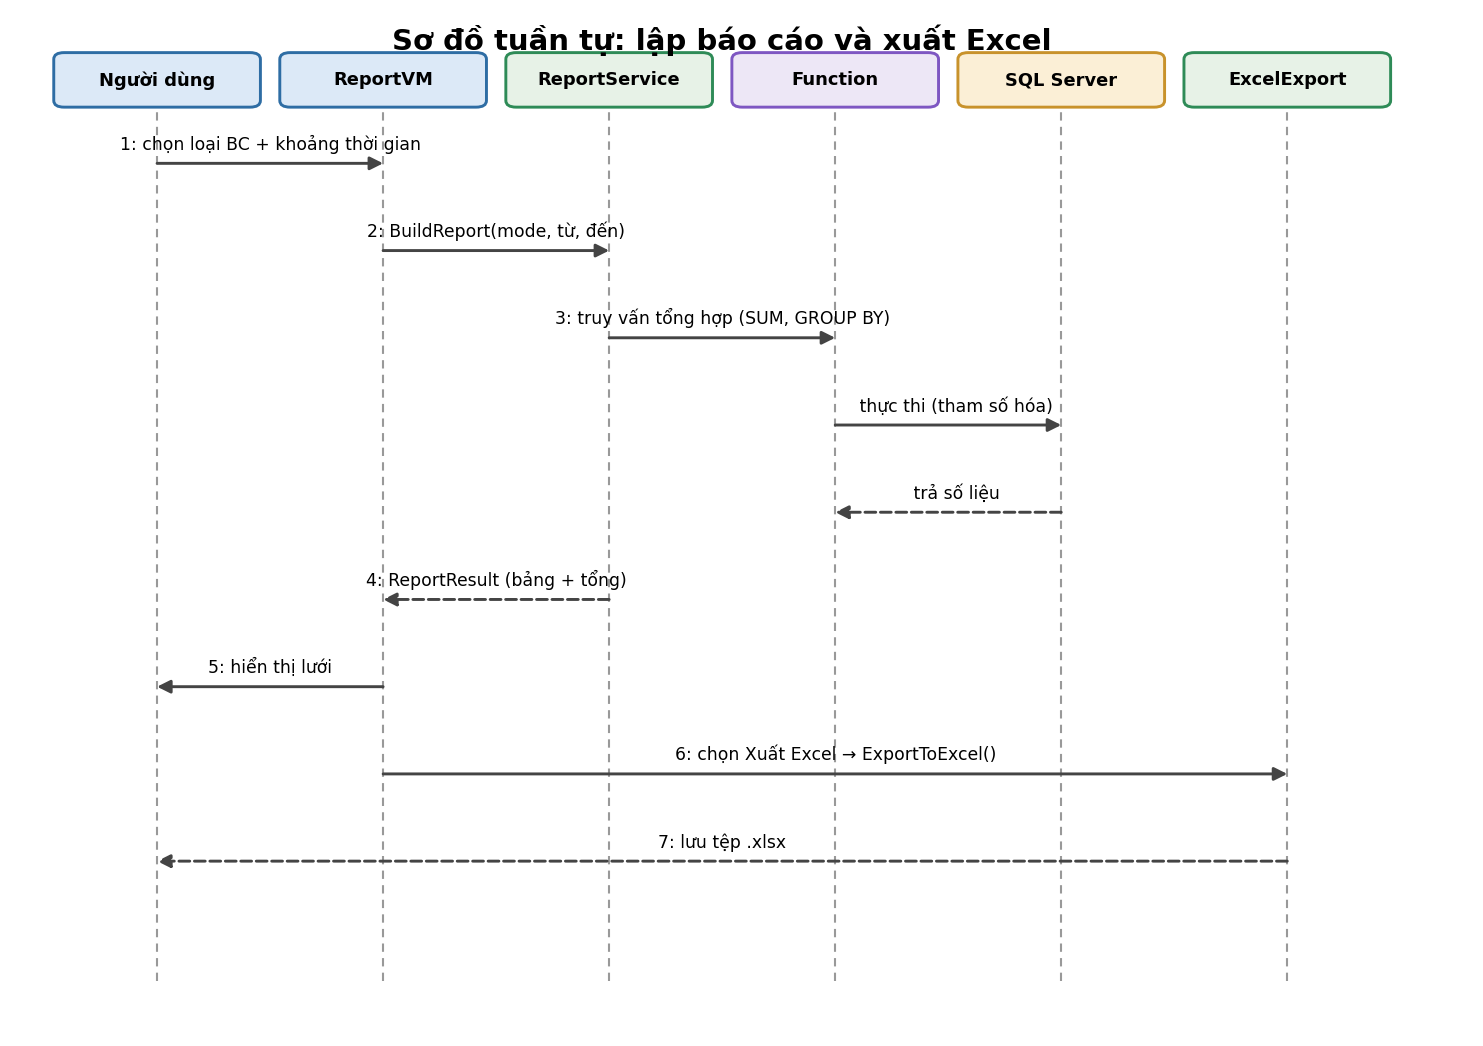 Sơ đồ tuần tự: lập báo cáo và xuất Excel
Người dùng
ReportVM
ReportService
Function
SQL Server
ExcelExport
1: chọn loại BC + khoảng thời gian
2: BuildReport(mode, từ, đến)
3: truy vấn tổng hợp (SUM, GROUP BY)
thực thi (tham số hóa)
trả số liệu
4: ReportResult (bảng + tổng)
5: hiển thị lưới
6: chọn Xuất Excel → ExportToExcel()
7: lưu tệp .xlsx